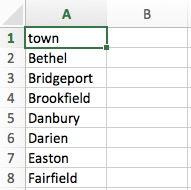 A B
1 town
2 Bethel
3 Bridgeport
4 Brookfield
5 Danbury
6 Darien
7 Easton
8 Fairfield